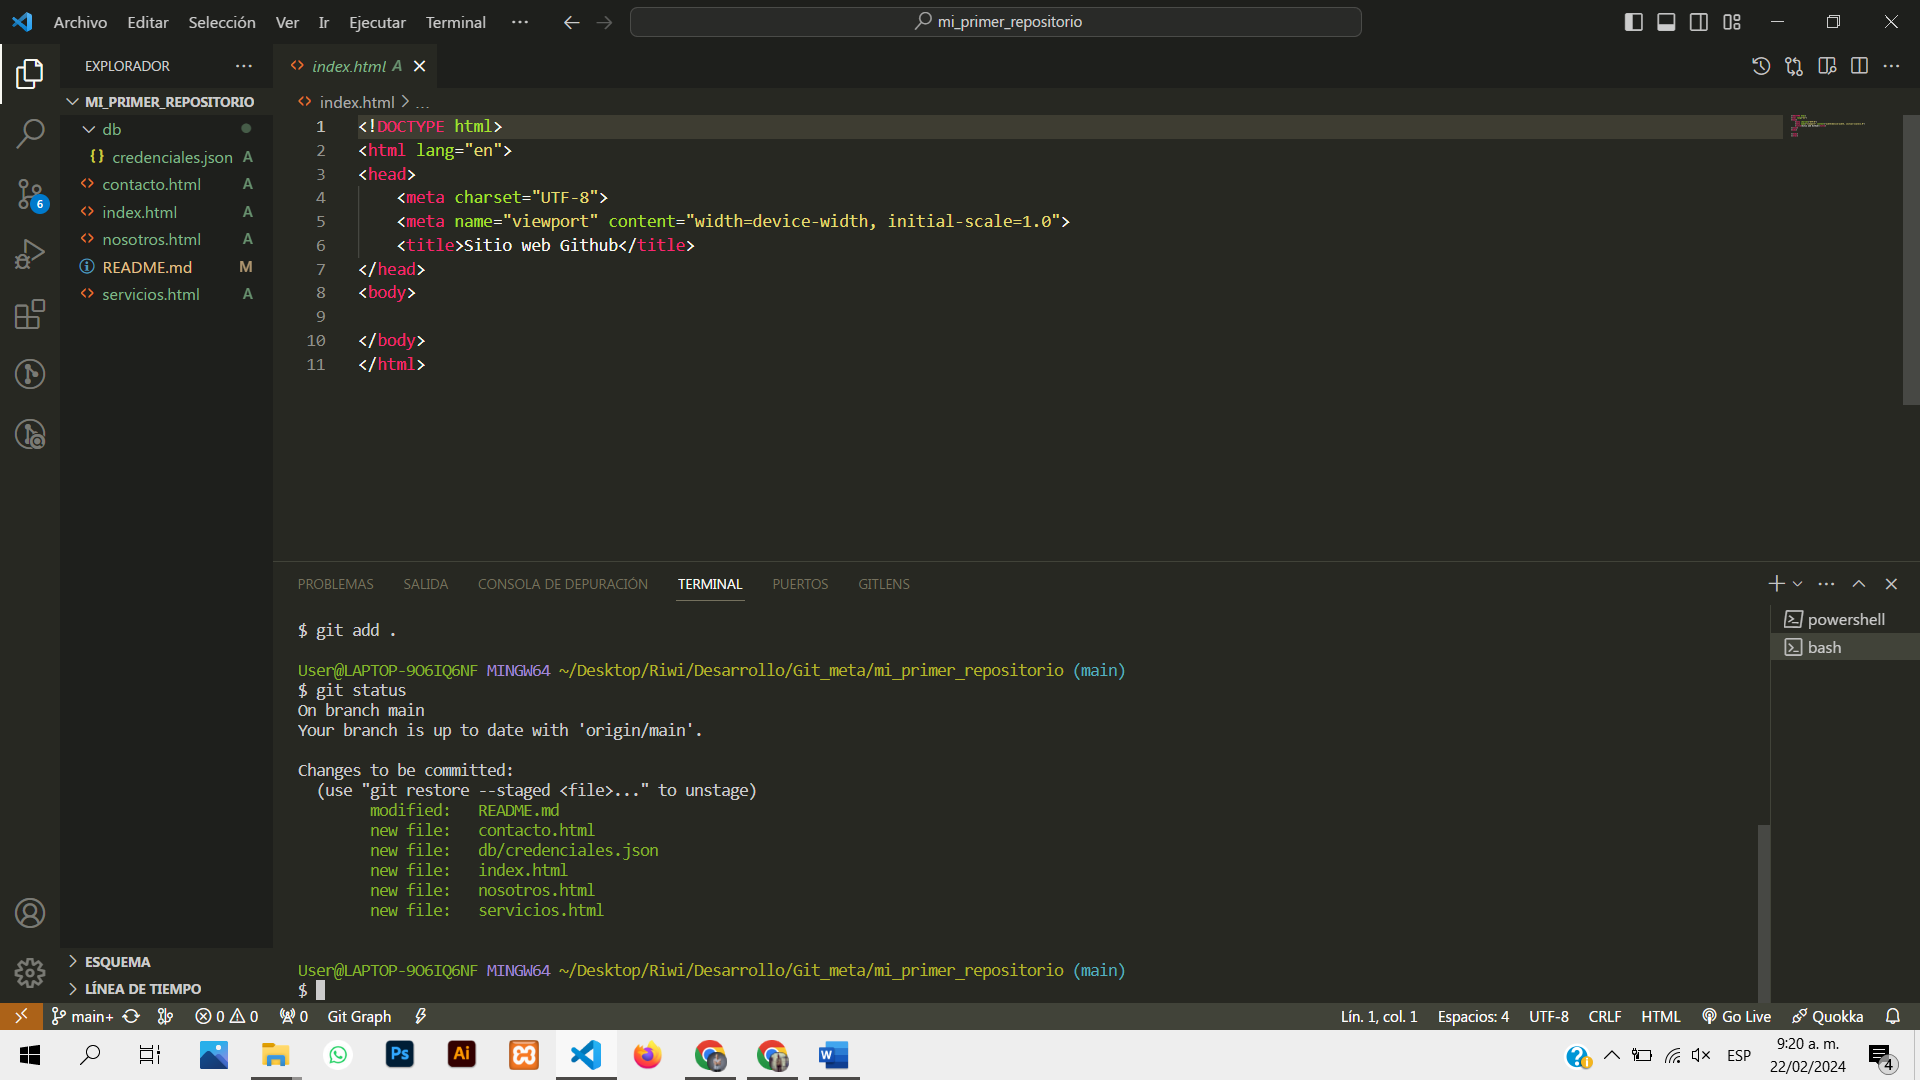 Archivo Editar Selección Ver Ir Ejecutar Terminal ··· mi_primer_repositorio
EXPLORADOR ···
MI_PRIMER_REPOSITORIO
db
{} credenciales.json A
<> contacto.html A
<> index.html A
<> nosotros.html A
README.md M
<> servicios.html A
6
ESQUEMA
LÍNEA DE TIEMPO
<> index.html A
<> index.html > ...
1 <!DOCTYPE html>
2 <html lang="en">
3 <head>
4 <meta charset="UTF-8">
5 <meta name="viewport" content="width=device-width, initial-scale=1.0">
6 <title>Sitio web Github</title>
7 </head>
8 <body>
9
10 </body>
11 </html>
PROBLEMAS SALIDA CONSOLA DE DEPURACIÓN TERMINAL PUERTOS GITLENS
powershell
bash
$ git add .
User@LAPTOP-9O6IQ6NF MINGW64 ~/Desktop/Riwi/Desarrollo/Git_meta/mi_primer_repositorio (main)
$ git status
On branch main
Your branch is up to date with 'origin/main'.
Changes to be committed:
(use "git restore --staged <file>..." to unstage)
modified: README.md
new file: contacto.html
new file: db/credenciales.json
new file: index.html
new file: nosotros.html
new file: servicios.html
User@LAPTOP-9O6IQ6NF MINGW64 ~/Desktop/Riwi/Desarrollo/Git_meta/mi_primer_repositorio (main)
$
main+ 0 0 0 Git Graph Lín. 1, col. 1 Espacios: 4 UTF-8 CRLF HTML Go Live Quokka
Ps Ai W ESP 9:20 a. m.
22/02/2024 4